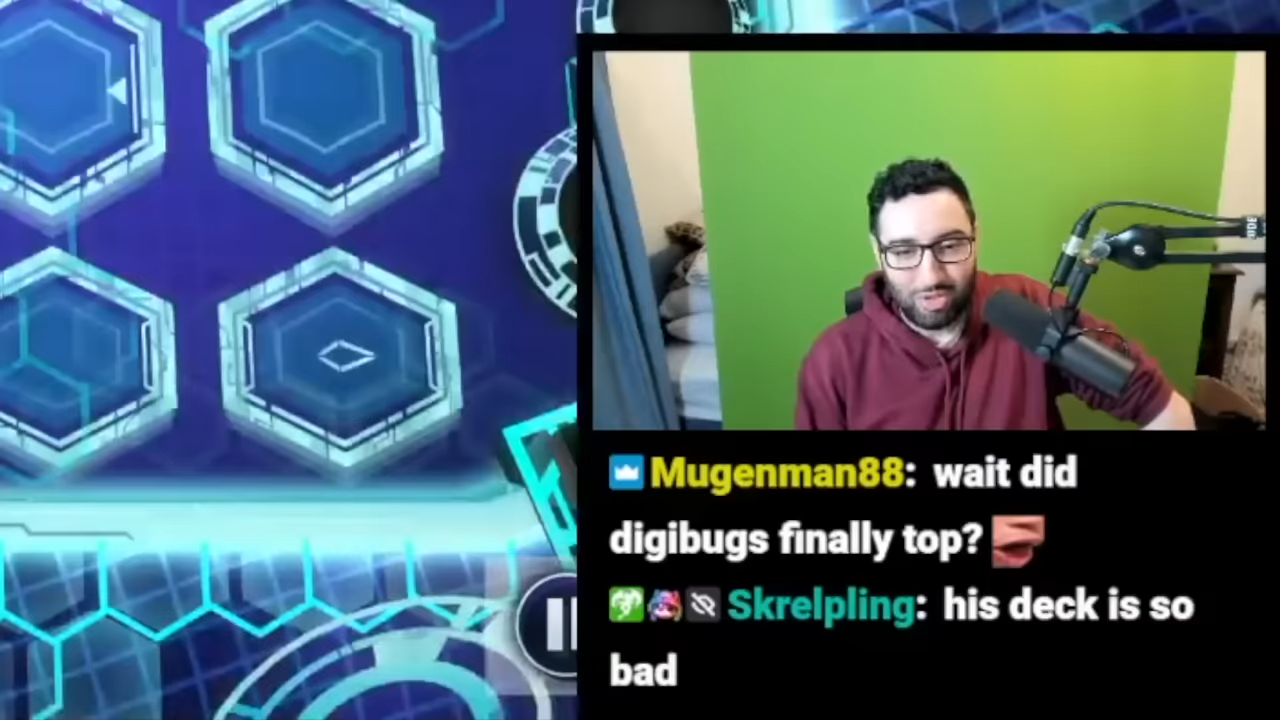 Mugenman88: wait did
digibugs finally top?
Skrelpling: his deck is so
bad